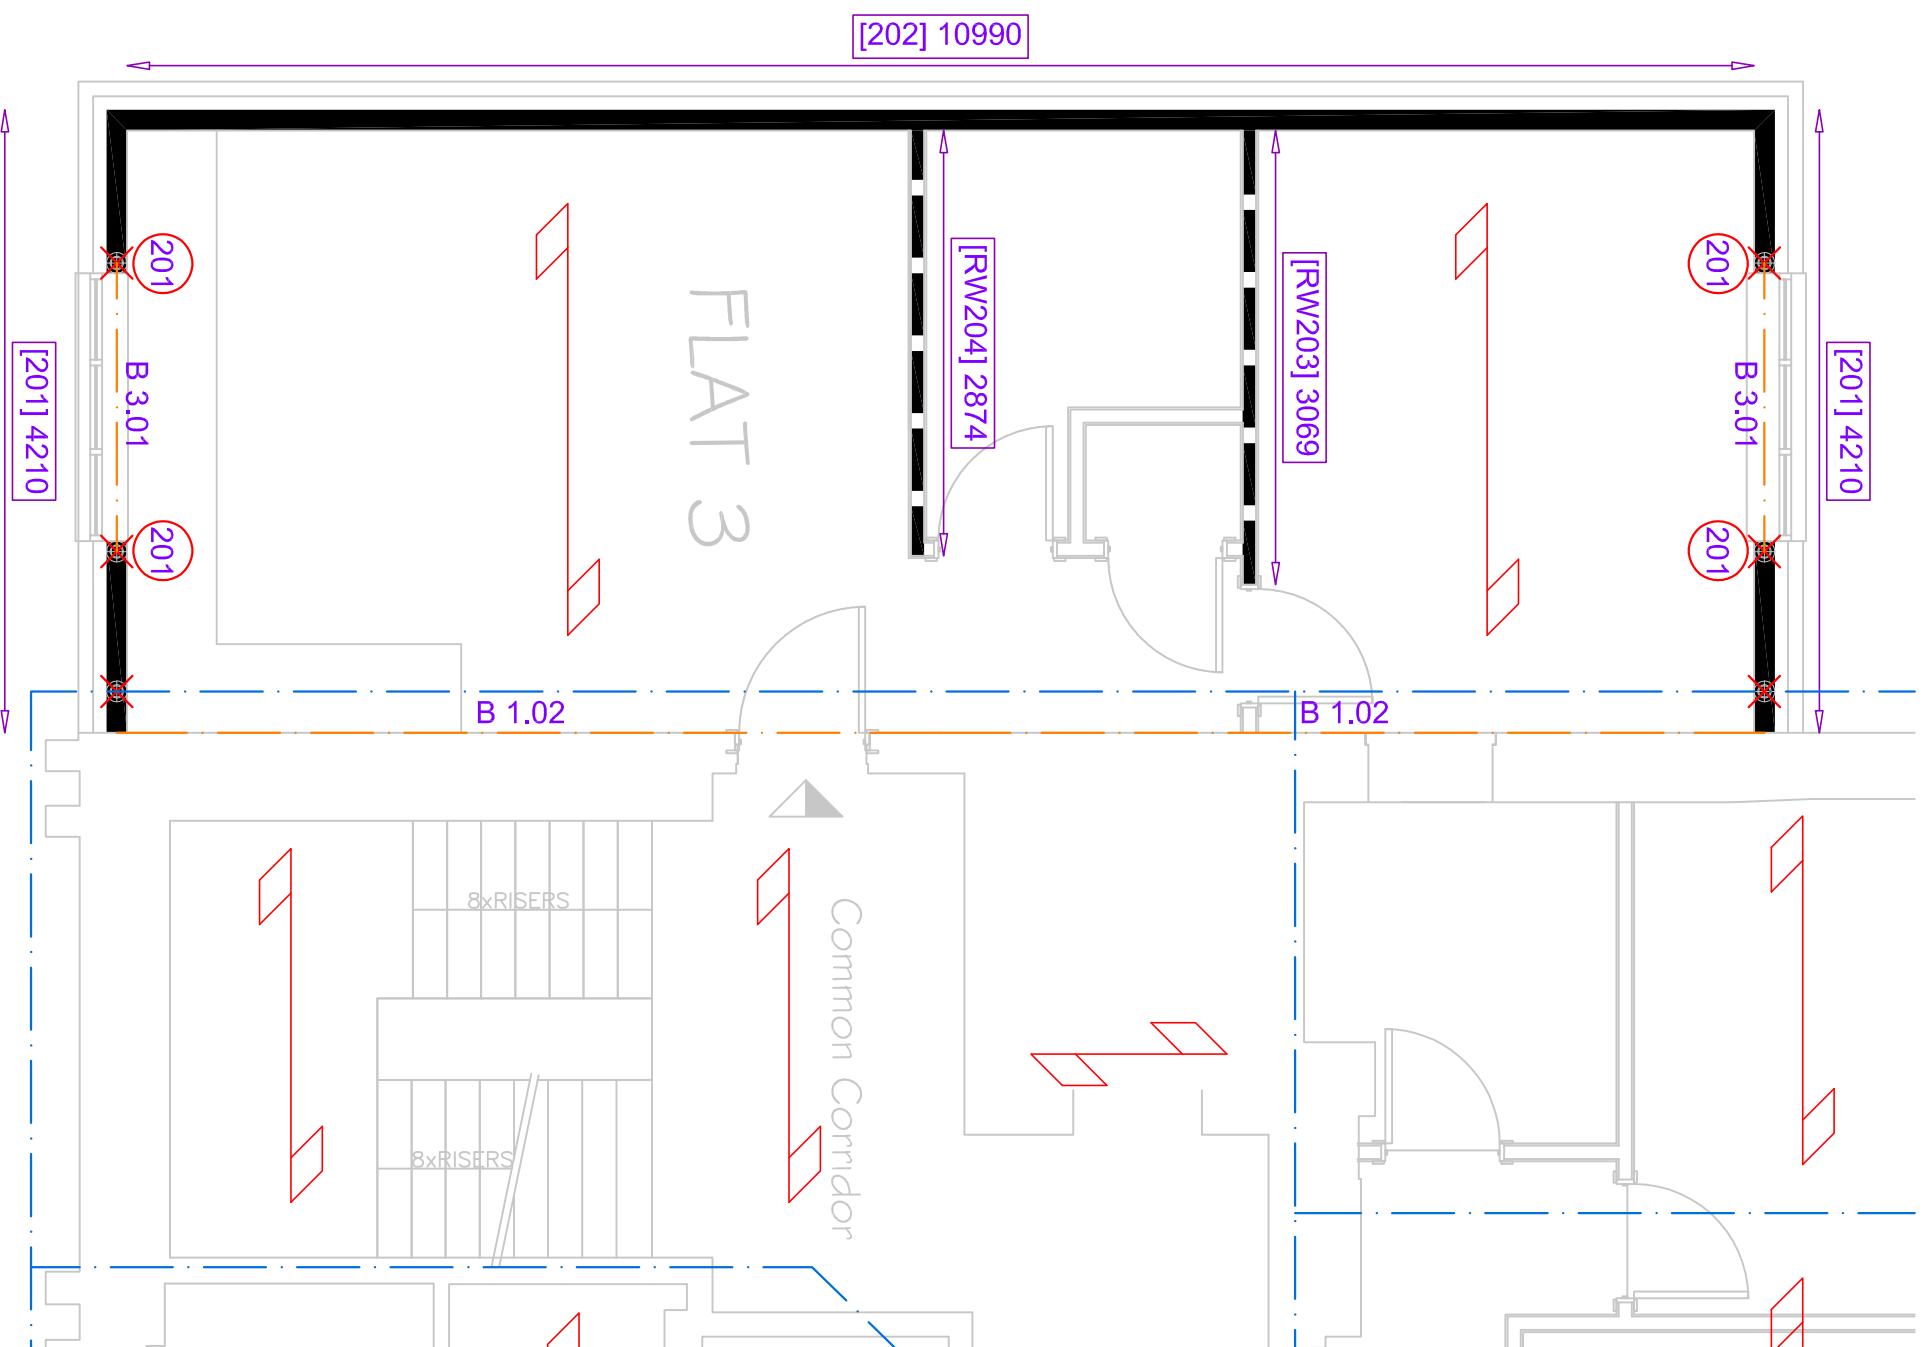 [202] 10990
201
201
[RW204] 2874
[RW203] 3069
FLAT 3
B 3.01
B 3.01
[201] 4210
[201] 4210
201
201
B 1.02
B 1.02
8xRISERS
Common Corridor
8xRISERS